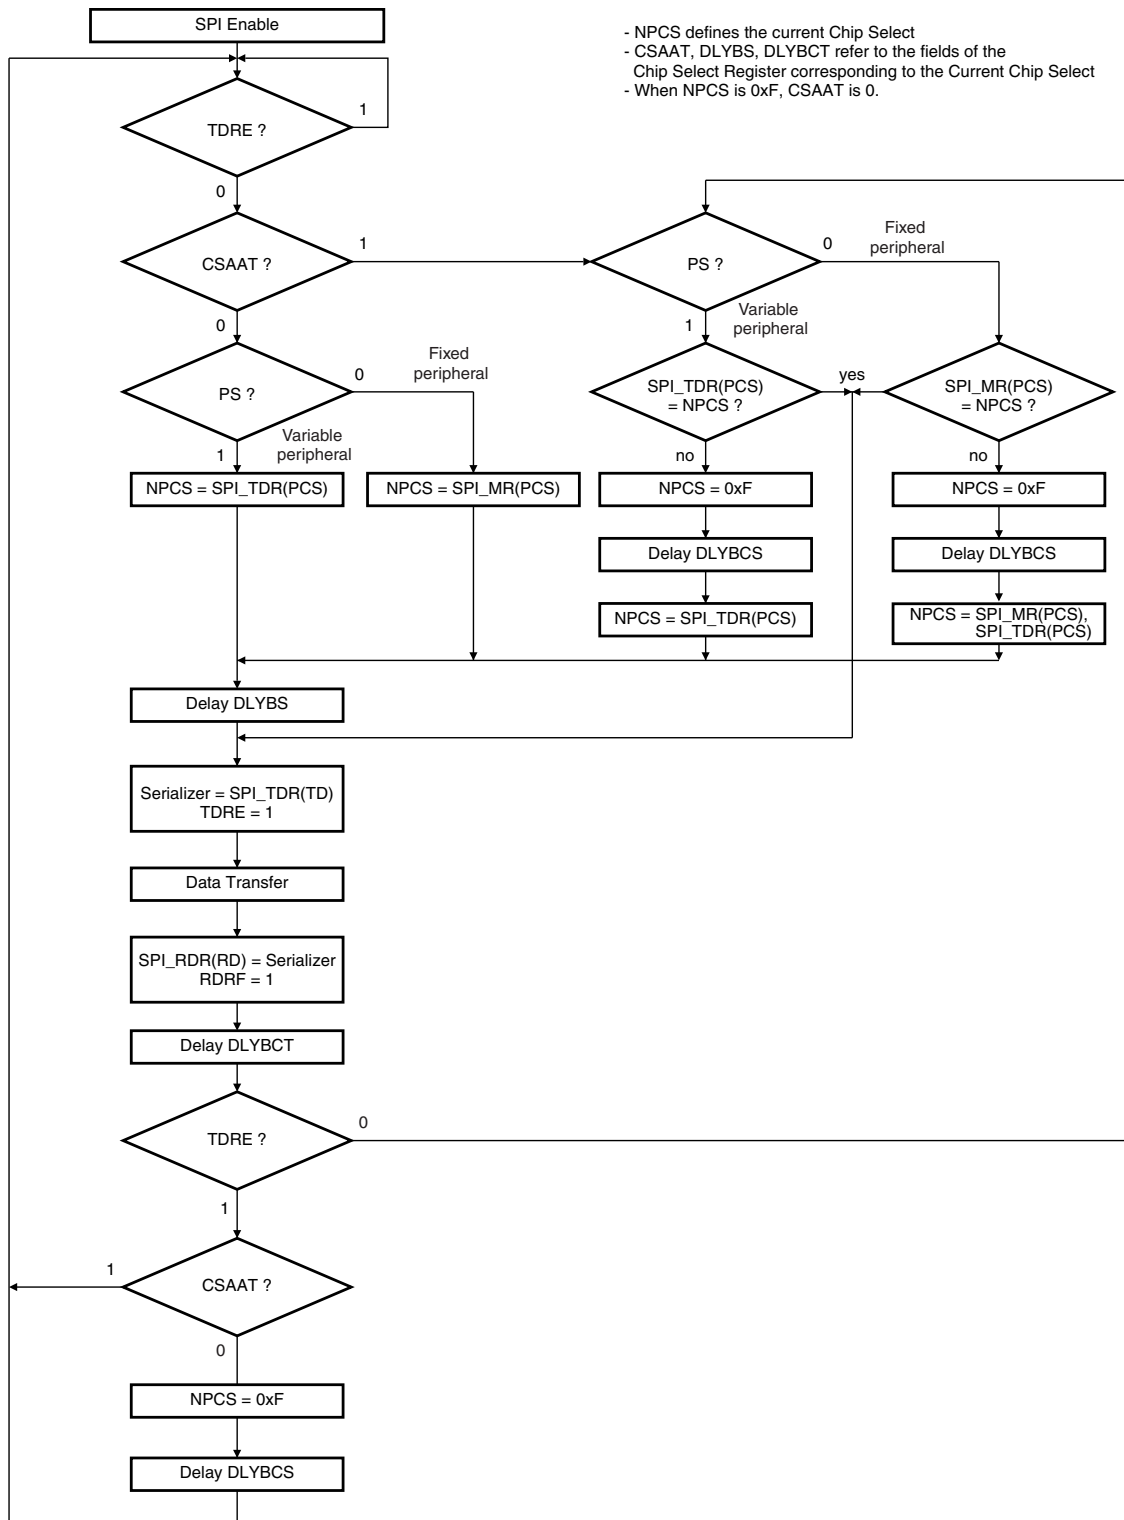 SPI Enable
- NPCS defines the current Chip Select
- CSAAT, DLYBS, DLYBCT refer to the fields of the
Chip Select Register corresponding to the Current Chip Select
- When NPCS is 0xF, CSAAT is 0.
TDRE ?
1
0
CSAAT ?
1
0
PS ?
0
Fixed
peripheral
1
Variable
peripheral
PS ?
0
Fixed
peripheral
1
Variable
peripheral
SPI_TDR(PCS)
= NPCS ?
yes
SPI_MR(PCS)
= NPCS ?
no
no
NPCS = SPI_TDR(PCS)
NPCS = SPI_MR(PCS)
NPCS = 0xF
NPCS = 0xF
Delay DLYBCS
Delay DLYBCS
NPCS = SPI_TDR(PCS)
NPCS = SPI_MR(PCS),
SPI_TDR(PCS)
Delay DLYBS
Serializer = SPI_TDR(TD)
TDRE = 1
Data Transfer
SPI_RDR(RD) = Serializer
RDRF = 1
Delay DLYBCT
TDRE ?
0
1
CSAAT ?
1
0
NPCS = 0xF
Delay DLYBCS